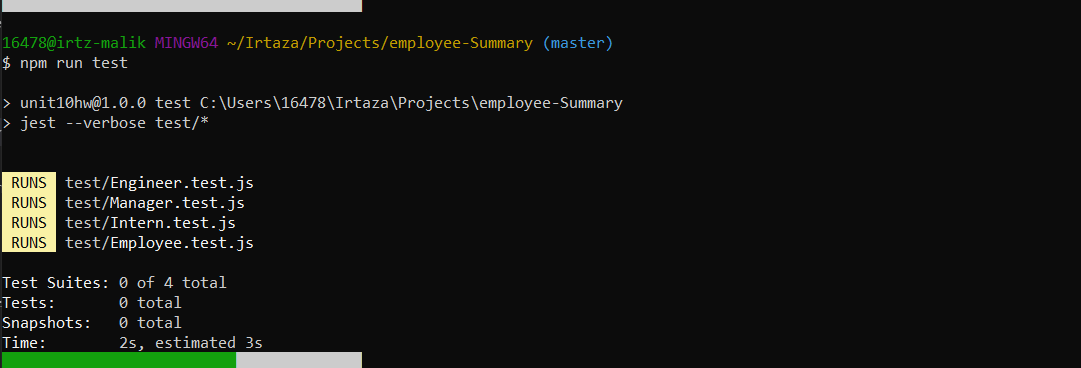 16478@irtz-malik MINGW64 ~/Irtaza/Projects/employee-Summary (master)
$ npm run test
> unit10hw@1.0.0 test C:\Users\16478\Irtaza\Projects\employee-Summary
> jest --verbose test/*
RUNS test/Engineer.test.js
RUNS test/Manager.test.js
RUNS test/Intern.test.js
RUNS test/Employee.test.js
Test Suites: 0 of 4 total
Tests: 0 total
Snapshots: 0 total
Time: 2s, estimated 3s